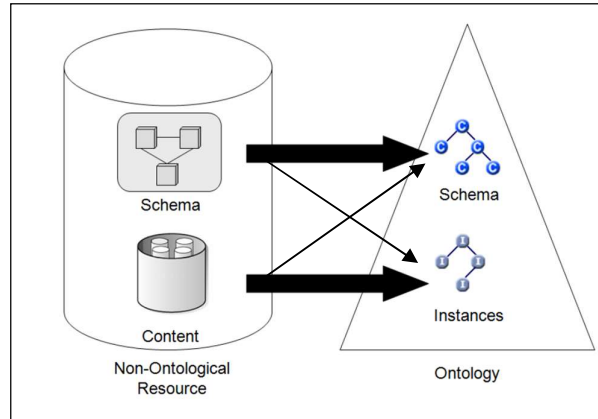 Schema
Content
Non-Ontological
Resource
C
C
C
C
C
Schema
I
I
I
I
Instances
Ontology